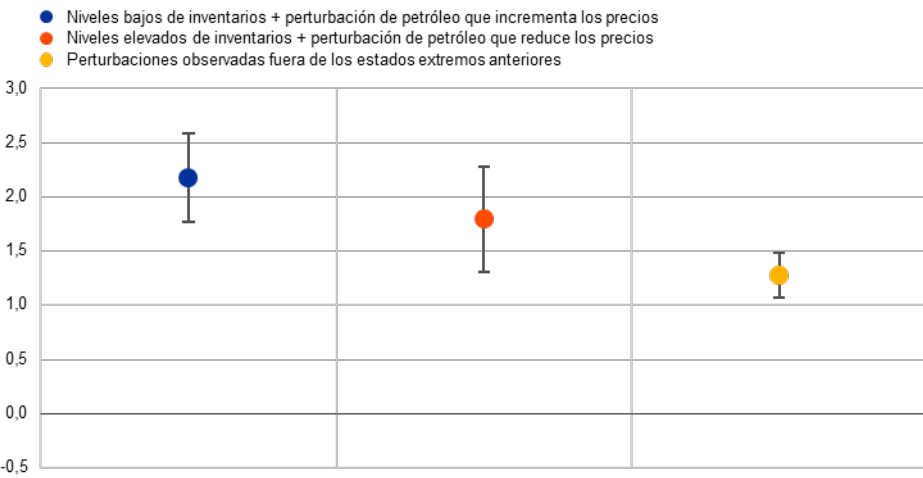 Niveles bajos de inventarios + perturbación de petróleo que incrementa los precios
Niveles elevados de inventarios + perturbación de petróleo que reduce los precios
Perturbaciones observadas fuera de los estados extremos anteriores
3,0
2,5
2,0
1,5
1,0
0,5
0,0
-0,5